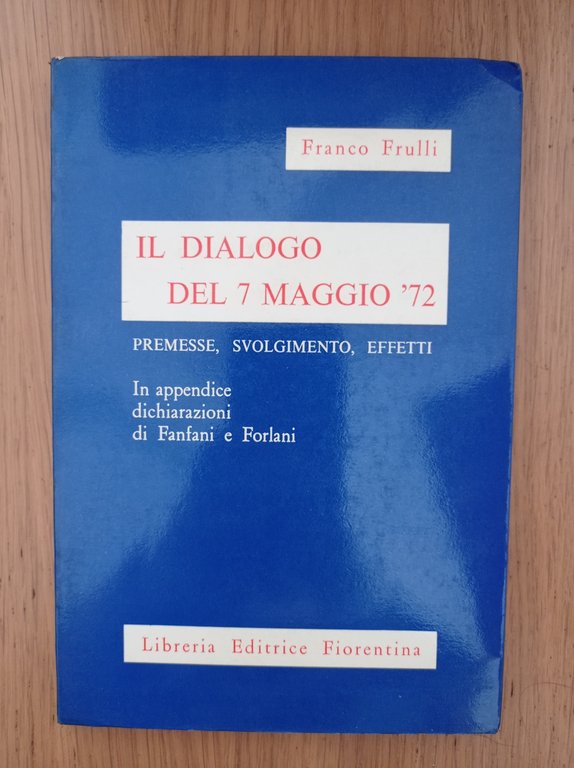 Franco Frulli
IL DIALOGO
DEL 7 MAGGIO '72
PREMESSE, SVOLGIMENTO, EFFETTI
In appendice
dichiarazioni
di Fanfani e Forlani
Libreria Editrice Fiorentina